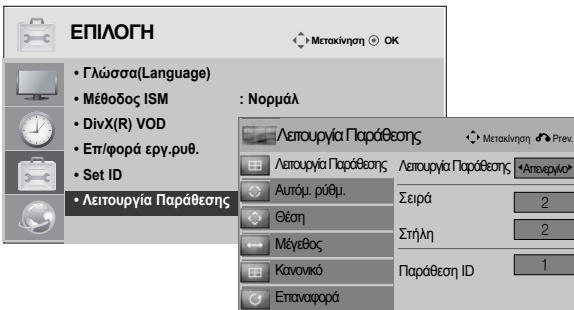 ΕΠΙΛΟΓΗ
Μετακίνηση OK
• Γλώσσα(Language)
• Μέθοδος ISM : Νορμάλ
• DivX(R) VOD
• Επ/φορά εργ.ρυθ.
• Set ID
• Λειτουργία Παράθεσης
Λειτουργία Παράθεσης Μετακίνηση Prev.
Λειτουργία Παράθεσης Λειτουργία Παράθεσης Απενεργ/νο
Αυτόμ. ρύθμ. Σειρά 2
Θέση Στήλη 2
Μέγεθος
Κανονικό Παράθεση ID 1
Επαναφορά